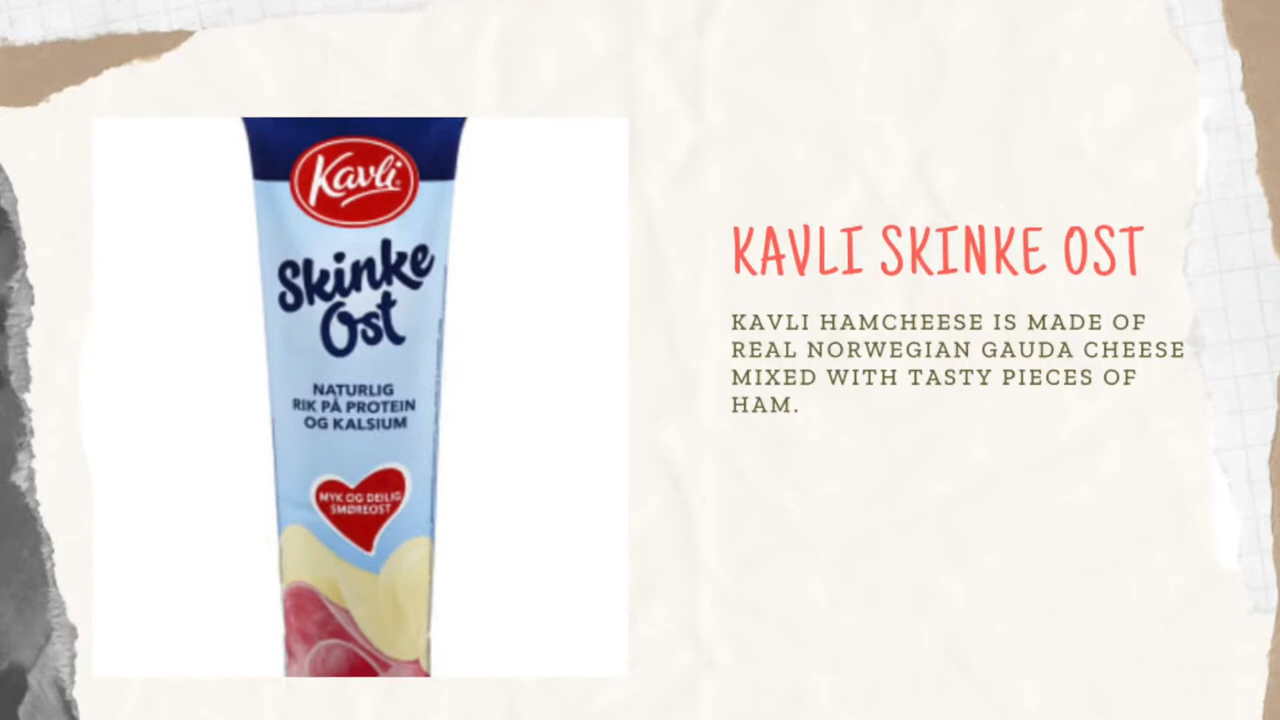 Kavli
Skinke
Ost
NATURLIG
RIK PÅ PROTEIN
OG KALSIUM
MYK OG DEILIG
SMØREOST
KAVLI SKINKE OST
KAVLI HAMCHEESE IS MADE OF
REAL NORWEGIAN GAUDA CHEESE
MIXED WITH TASTY PIECES OF
HAM.